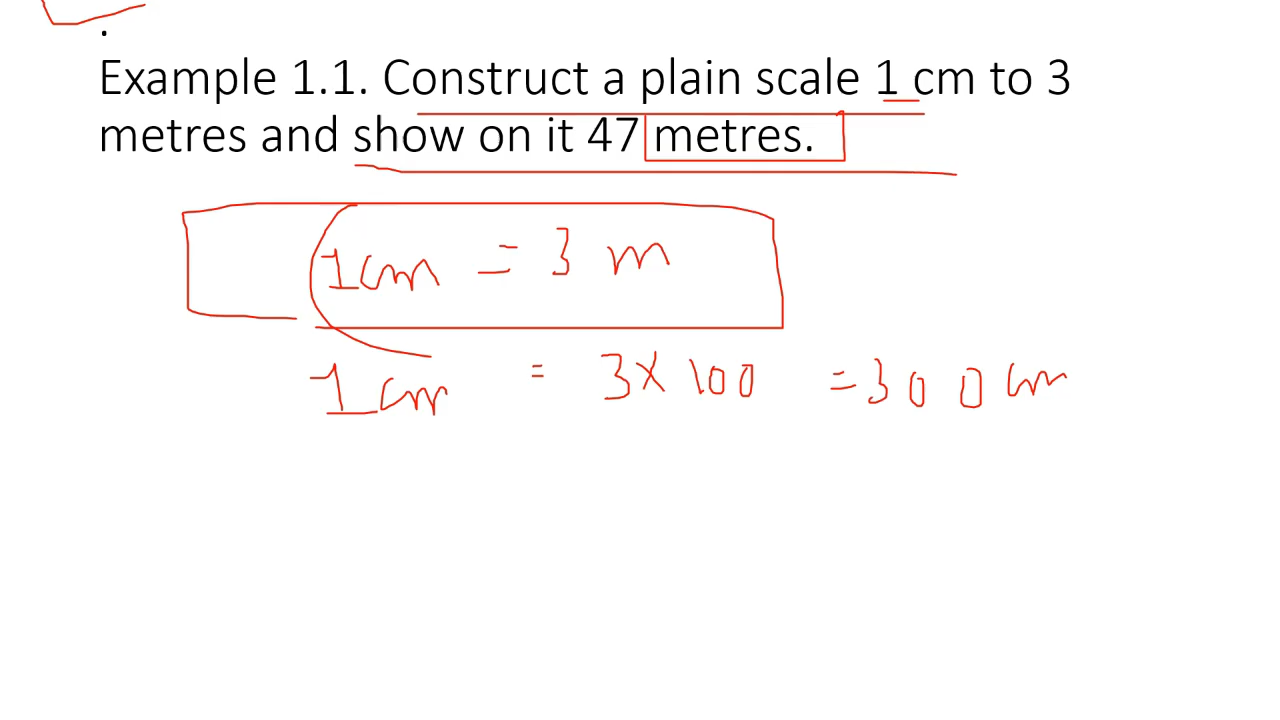 .
Example 1.1. Construct a plain scale 1 cm to 3
metres and show on it 47 metres.
1cm = 3 m
1 cm = 3 x 100 = 300 cm